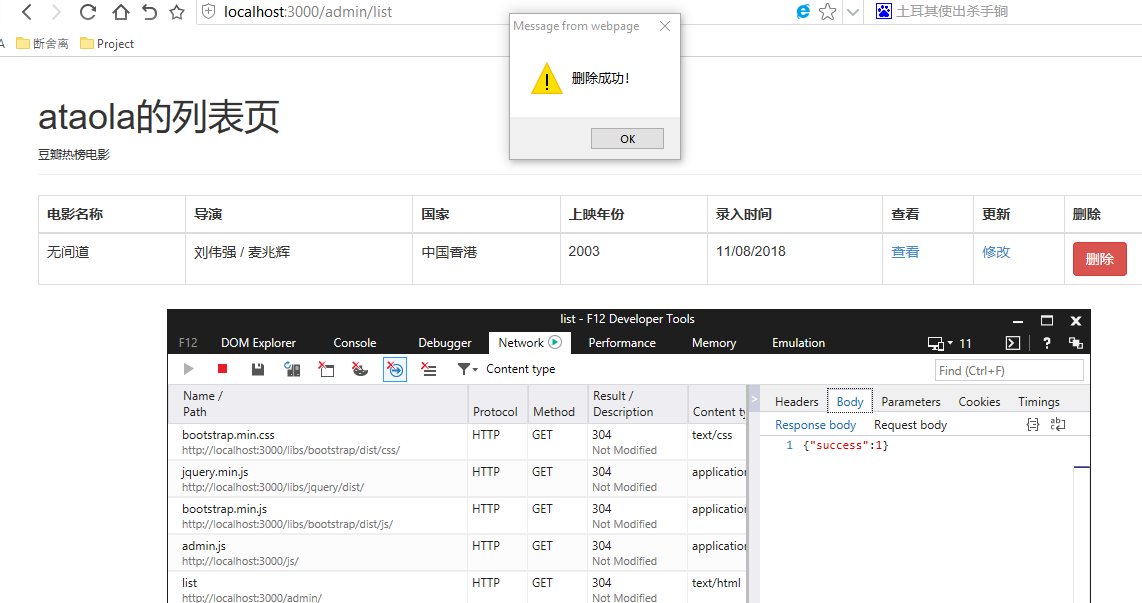 localhost:3000/admin/list
土耳其使出杀手锏
断舍离 Project
Message from webpage
删除成功!
OK
ataola的列表页
豆瓣热榜电影
电影名称 导演 国家 上映年份 录入时间 查看 更新 删除
无间道 刘伟强 / 麦兆辉 中国香港 2003 11/08/2018 查看 修改 删除
list - F12 Developer Tools
F12 DOM Explorer Console Debugger Network Performance Memory Emulation 11 ?
Content type Find (Ctrl+F)
Name / Path Protocol Method Result / Description Content ty
Headers Body Parameters Cookies Timings
Response body Request body
1 {"success":1}
bootstrap.min.css HTTP GET 304 text/css
http://localhost:3000/libs/bootstrap/dist/css/ Not Modified
jquery.min.js HTTP GET 304 application
http://localhost:3000/libs/jquery/dist/ Not Modified
bootstrap.min.js HTTP GET 304 application
http://localhost:3000/libs/bootstrap/dist/js/ Not Modified
admin.js HTTP GET 304 application
http://localhost:3000/js/ Not Modified
list HTTP GET 304 text/html
http://localhost:3000/admin/ Not Modified